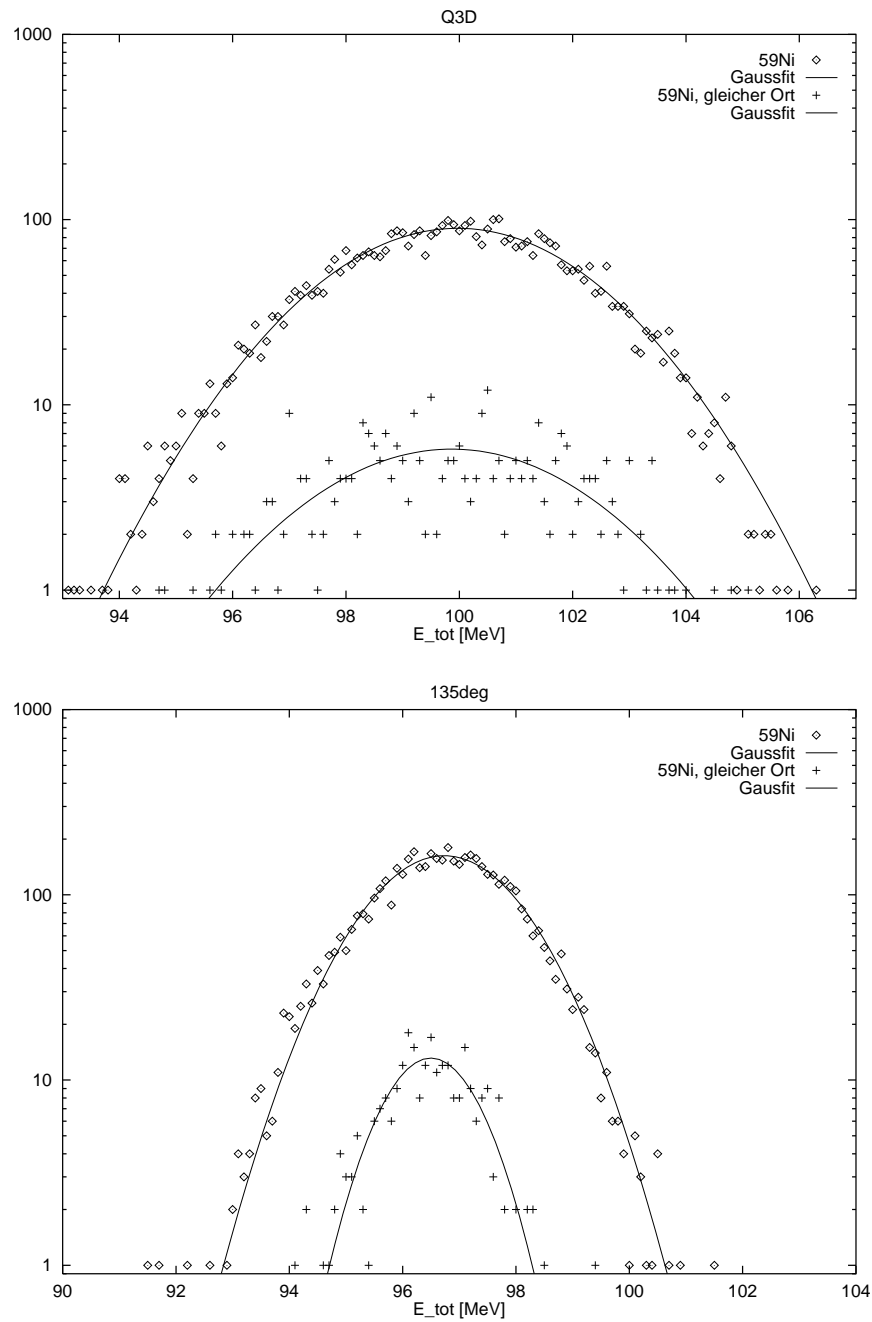 Q3D
1000
100
10
1
59Ni
Gaussfit
59Ni, gleicher Ort
Gaussfit
94 96 98 100 102 104 106
E_tot [MeV]
135deg
1000
100
10
1
59Ni
Gaussfit
59Ni, gleicher Ort
Gausfit
90 92 94 96 98 100 102 104
E_tot [MeV]